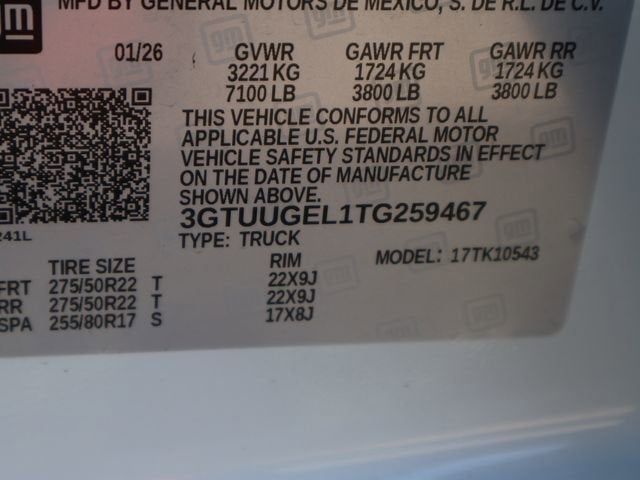 MFD BY GENERAL MOTORS DE MEXICO, S. DE R.L. DE C.V.
gm
01/26 GVWR GAWR FRT GAWR RR
3221 KG 1724 KG 1724 KG
7100 LB 3800 LB 3800 LB
THIS VEHICLE CONFORMS TO ALL
APPLICABLE U.S. FEDERAL MOTOR
VEHICLE SAFETY STANDARDS IN EFFECT
ON THE DATE OF MANUFACTURE
SHOWN ABOVE.
3GTUUGEL1TG259467
241L
TYPE: TRUCK MODEL: 17TK10543
TIRE SIZE RIM
FRT 275/50R22 T 22X9J
RR 275/50R22 T 22X9J
SPA 255/80R17 S 17X8J